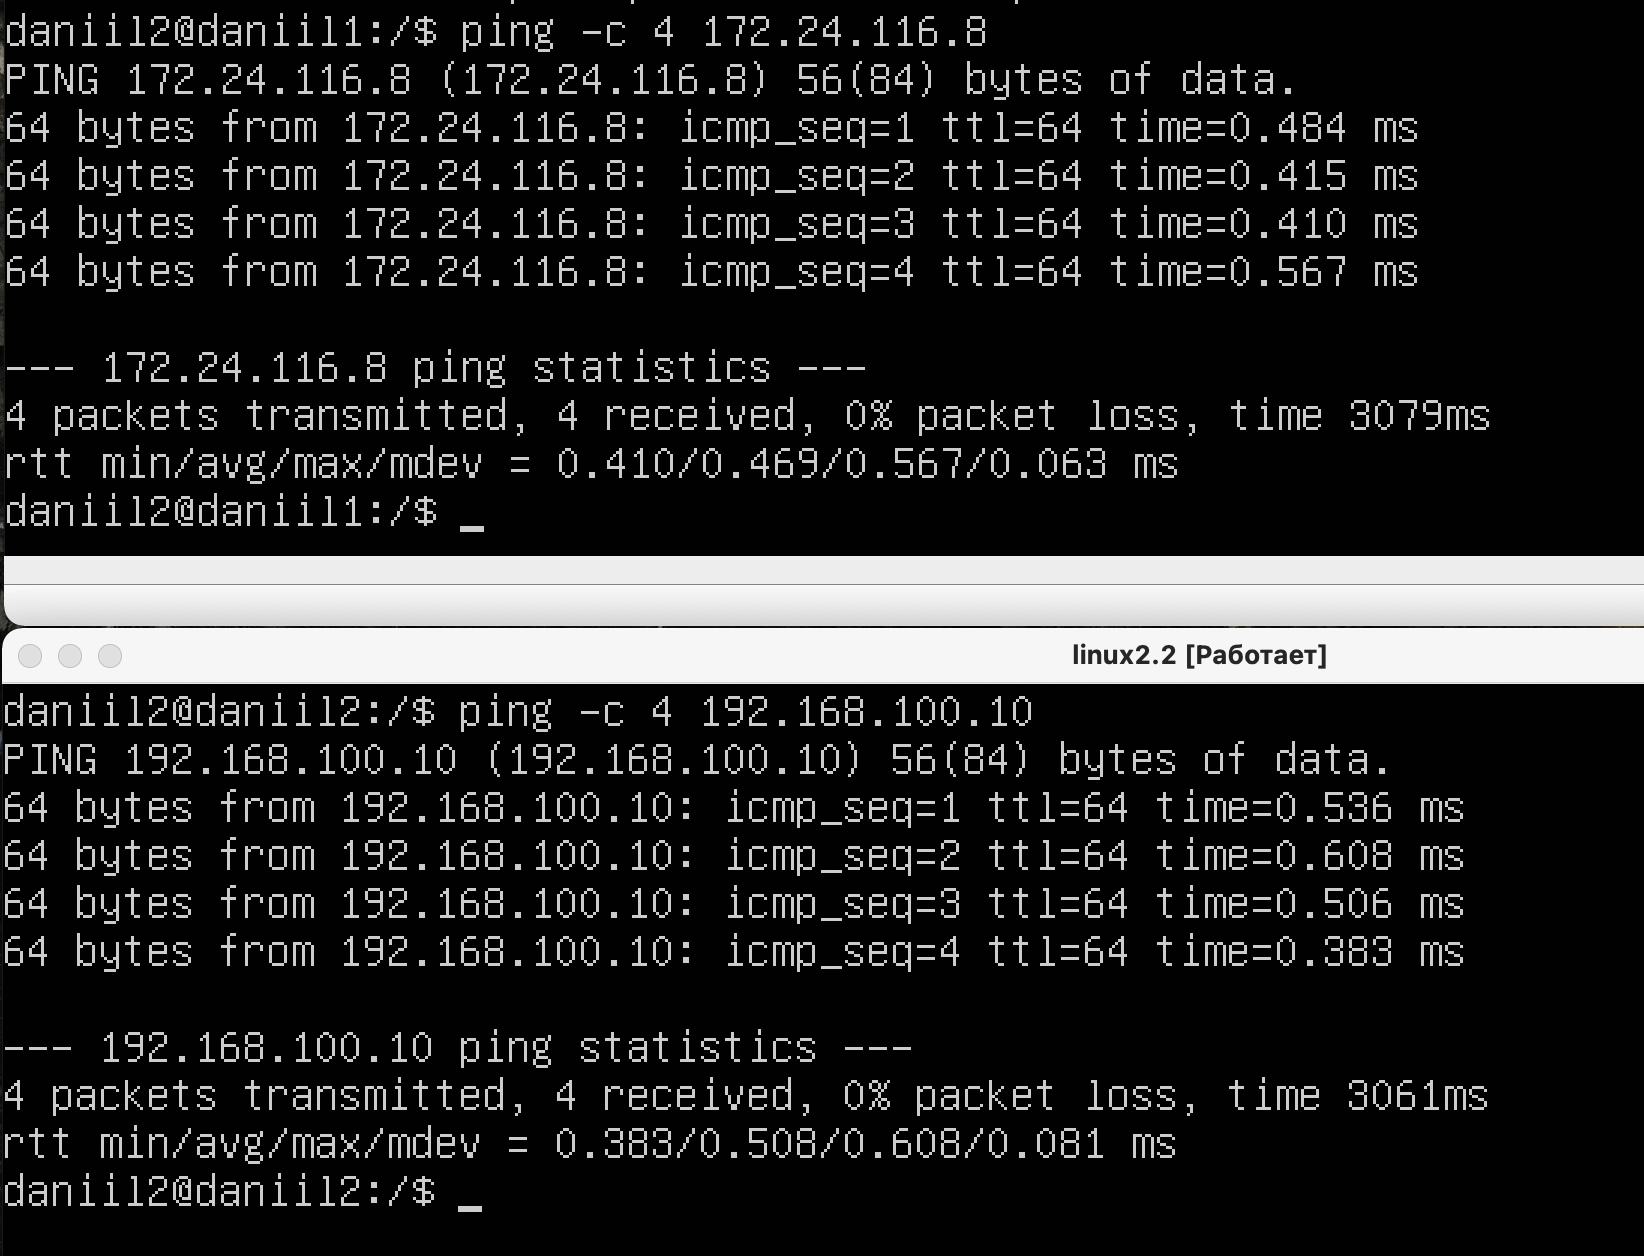 daniil2@daniil1:/$ ping -c 4 172.24.116.8
PING 172.24.116.8 (172.24.116.8) 56(84) bytes of data.
64 bytes from 172.24.116.8: icmp_seq=1 ttl=64 time=0.484 ms
64 bytes from 172.24.116.8: icmp_seq=2 ttl=64 time=0.415 ms
64 bytes from 172.24.116.8: icmp_seq=3 ttl=64 time=0.410 ms
64 bytes from 172.24.116.8: icmp_seq=4 ttl=64 time=0.567 ms
--- 172.24.116.8 ping statistics ---
4 packets transmitted, 4 received, 0% packet loss, time 3079ms
rtt min/avg/max/mdev = 0.410/0.469/0.567/0.063 ms
daniil2@daniil1:/$ _
linux2.2 [Работает]
daniil2@daniil2:/$ ping -c 4 192.168.100.10
PING 192.168.100.10 (192.168.100.10) 56(84) bytes of data.
64 bytes from 192.168.100.10: icmp_seq=1 ttl=64 time=0.536 ms
64 bytes from 192.168.100.10: icmp_seq=2 ttl=64 time=0.608 ms
64 bytes from 192.168.100.10: icmp_seq=3 ttl=64 time=0.506 ms
64 bytes from 192.168.100.10: icmp_seq=4 ttl=64 time=0.383 ms
--- 192.168.100.10 ping statistics ---
4 packets transmitted, 4 received, 0% packet loss, time 3061ms
rtt min/avg/max/mdev = 0.383/0.508/0.608/0.081 ms
daniil2@daniil2:/$ _